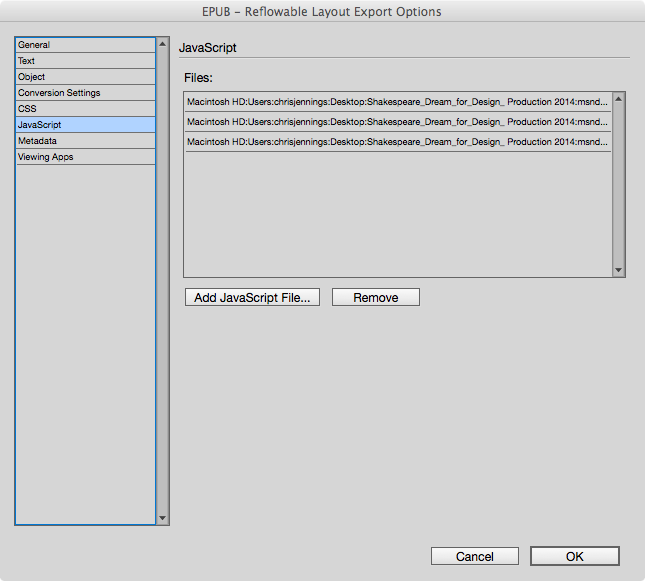 EPUB – Reflowable Layout Export Options
General
Text
Object
Conversion Settings
CSS
JavaScript
Metadata
Viewing Apps
JavaScript
Files:
Macintosh HD:Users:chrisjennings:Desktop:Shakespeare_Dream_for_Design_ Production 2014:msnd...
Macintosh HD:Users:chrisjennings:Desktop:Shakespeare_Dream_for_Design_ Production 2014:msnd...
Macintosh HD:Users:chrisjennings:Desktop:Shakespeare_Dream_for_Design_ Production 2014:msnd...
Add JavaScript File... Remove
Cancel OK